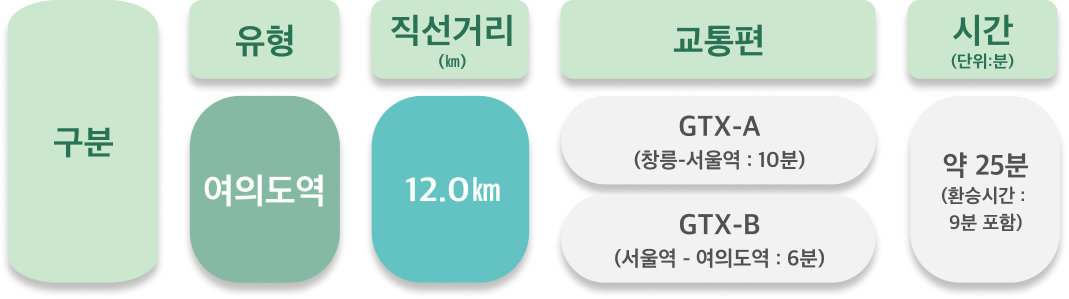 구분
유형
직선거리
(㎞)
교통편
시간
(단위:분)
여의도역
12.0㎞
GTX-A
(창릉-서울역 : 10분)
GTX-B
(서울역 - 여의도역 : 6분)
약 25분
(환승시간 :
9분 포함)